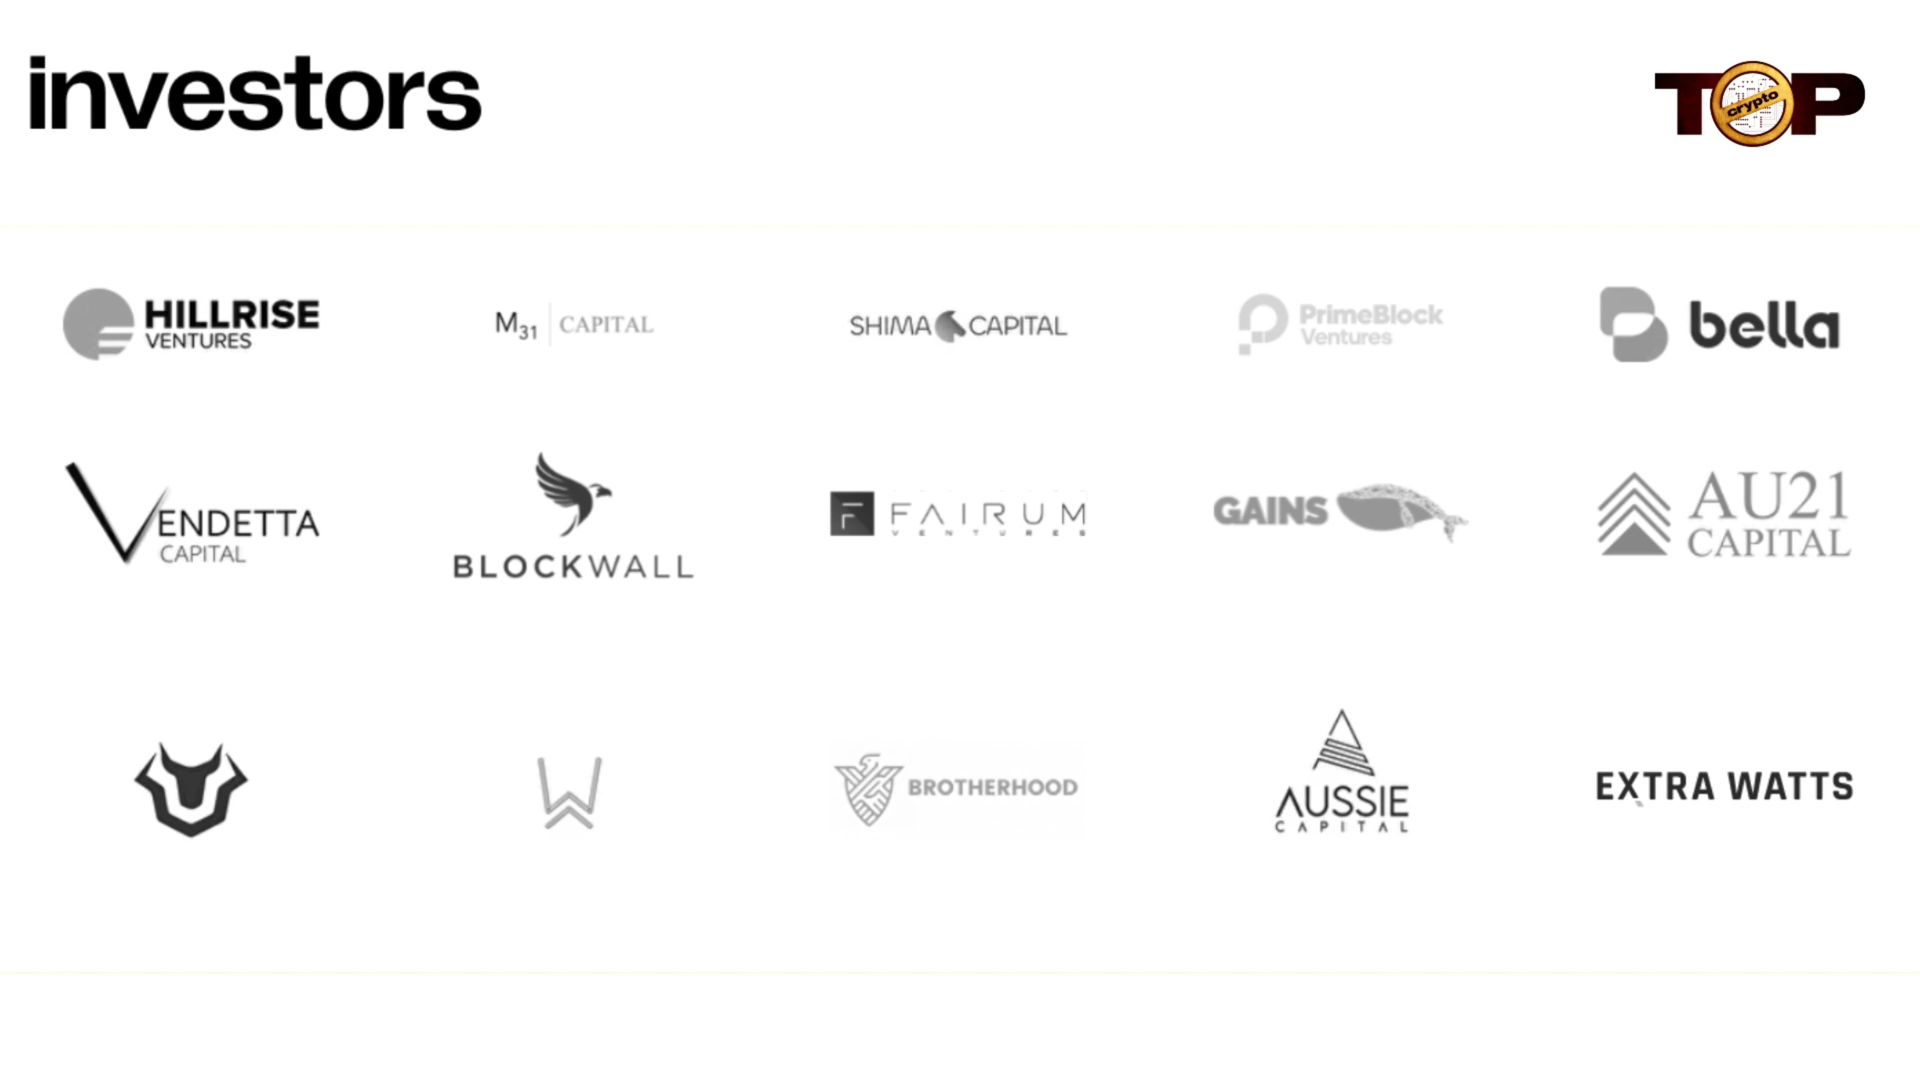 investors
TOP
crypto
HILLRISE
VENTURES
M31 CAPITAL
SHIMA CAPITAL
PrimeBlock
Ventures
bella
VENDETTA
CAPITAL
BLOCKWALL
FAIRUM
VENTURES
GAINS
AU21
CAPITAL
W
BROTHERHOOD
AUSSIE
CAPITAL
EXTRA WATTS